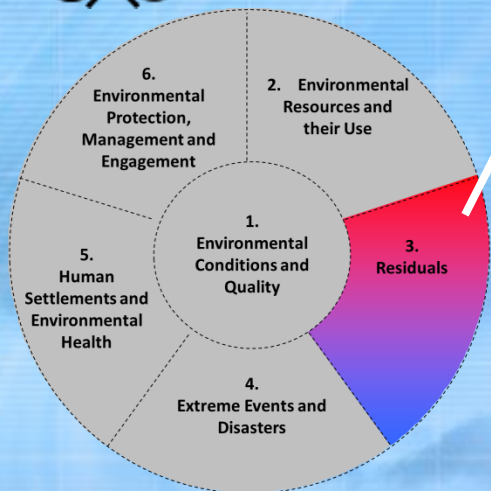 1.
Environmental
Conditions and
Quality
2. Environmental
Resources and
their Use
3.
Residuals
4.
Extreme Events and
Disasters
5.
Human
Settlements and
Environmental
Health
6.
Environmental
Protection,
Management and
Engagement